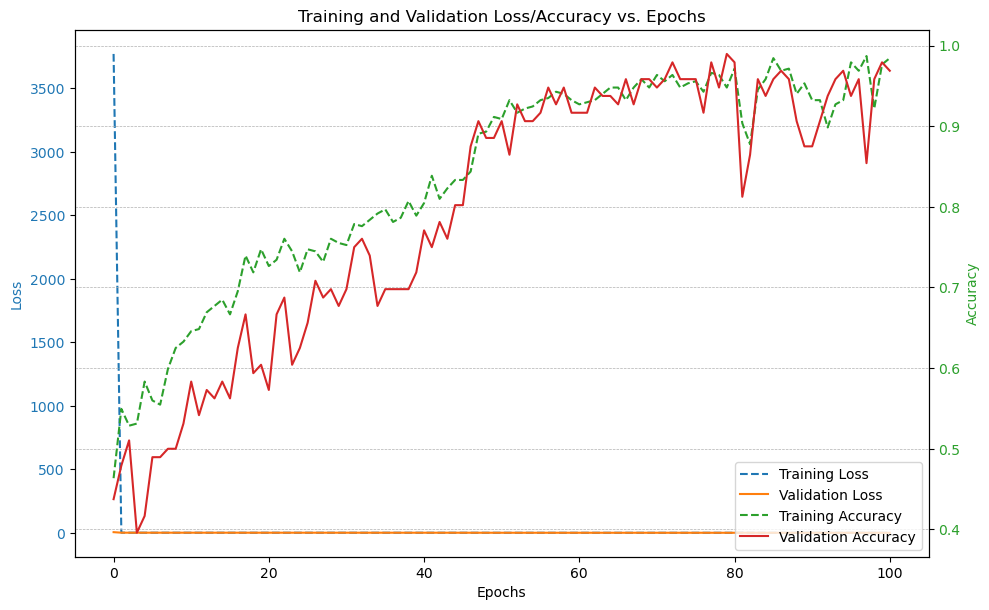 Training and Validation Loss/Accuracy vs. Epochs
Loss
3500
3000
2500
2000
1500
1000
500
0
1.0
0.9
0.8
0.7
0.6
0.5
0.4
Accuracy
Training Loss
Validation Loss
Training Accuracy
Validation Accuracy
0 20 40 60 80 100
Epochs